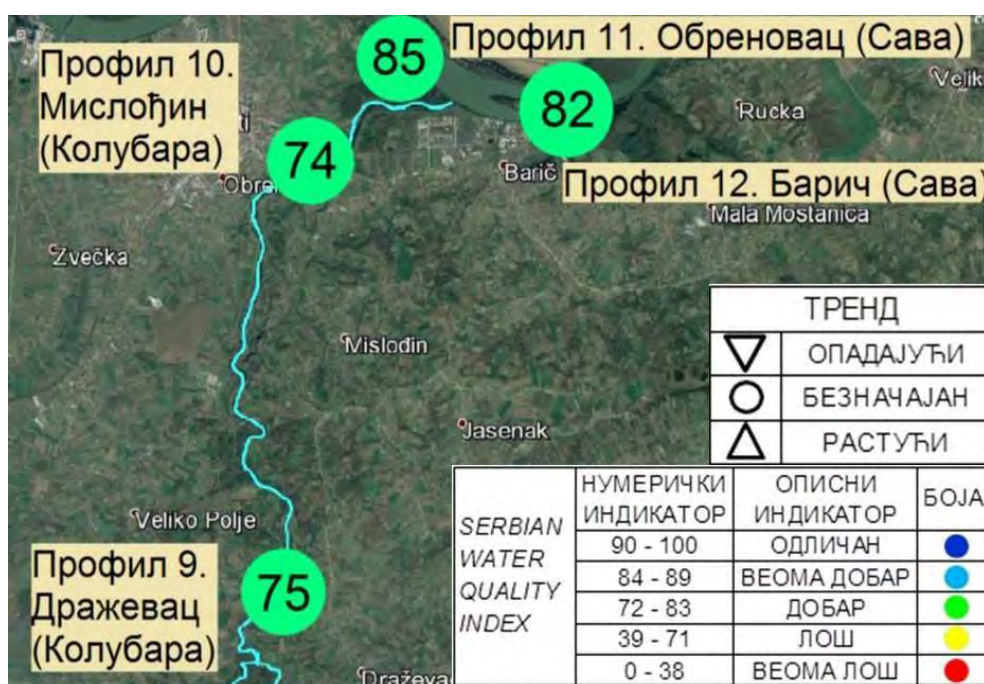 85
Профил 11. Обреновац (Сава)
Профил 10.
Мислођин
(Колубара)
82
Rucka
74
Barič
Профил 12. Барич (Сава)
Mala Mostanica
Zvečka
Mislođin
ТРЕНД
ОПАДАЈУЋИ
БЕЗНАЧАЈАН
РАСТУЋИ
Jasenak
Veliko Polje
SERBIAN
WATER
QUALITY
INDEX
НУМЕРИЧКИ
ИНДИКАТОР
ОПИСНИ
ИНДИКАТОР
БОЈА
90 - 100 ОДЛИЧАН
84 - 89 ВЕОМА ДОБАР
72 - 83 ДОБАР
39 - 71 ЛОШ
0 - 38 ВЕОМА ЛОШ
Профил 9.
Дражевац
(Колубара)
75